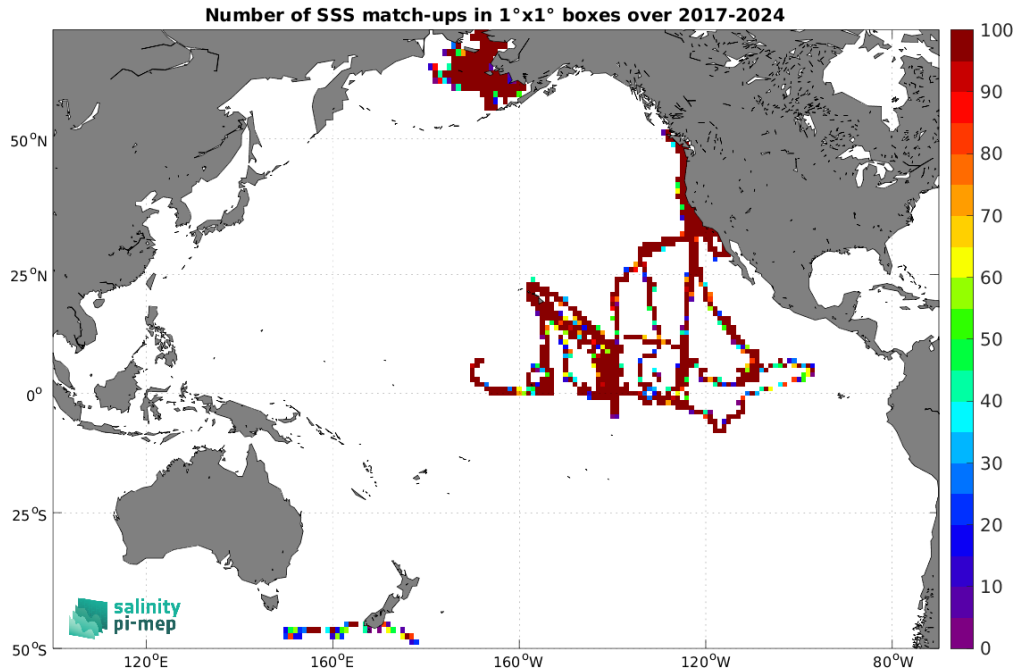 Number of SSS match-ups in 1°x1° boxes over 2017-2024
100
90
80
70
60
50
40
30
20
10
0
50°N
25°N
0°
25°S
50°S
120°E
160°E
160°W
120°W
80°W
salinity
pi-mep